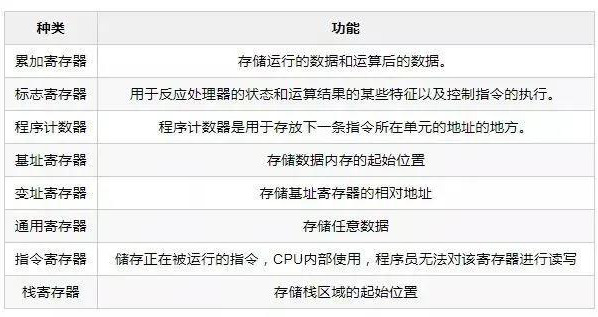 种类 功能
累加寄存器 存储运行的数据和运算后的数据。
标志寄存器 用于反应处理器的状态和运算结果的某些特征以及控制指令的执行。
程序计数器 程序计数器是用于存放下一条指令所在单元的地址的地方。
基址寄存器 存储数据内存的起始位置
变址寄存器 存储基址寄存器的相对地址
通用寄存器 存储任意数据
指令寄存器 储存正在被运行的指令，CPU内部使用，程序员无法对该寄存器进行读写
栈寄存器 存储栈区域的起始位置